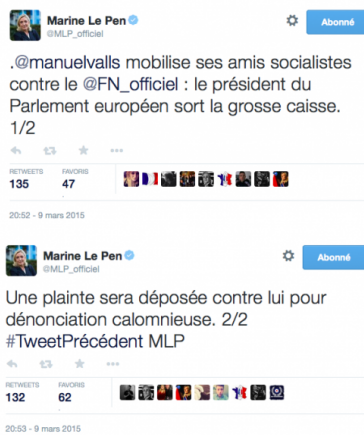 Marine Le Pen
@MLP_officiel
Abonné
.@manuelvalls mobilise ses amis socialistes
contre le @FN_officiel : le président du
Parlement européen sort la grosse caisse.
1/2
RETWEETS FAVORIS
135 47
20:52 - 9 mars 2015
Marine Le Pen
@MLP_officiel
Abonné
Une plainte sera déposée contre lui pour
dénonciation calomnieuse. 2/2
#TweetPrécédent MLP
RETWEETS FAVORIS
132 62
20:53 - 9 mars 2015